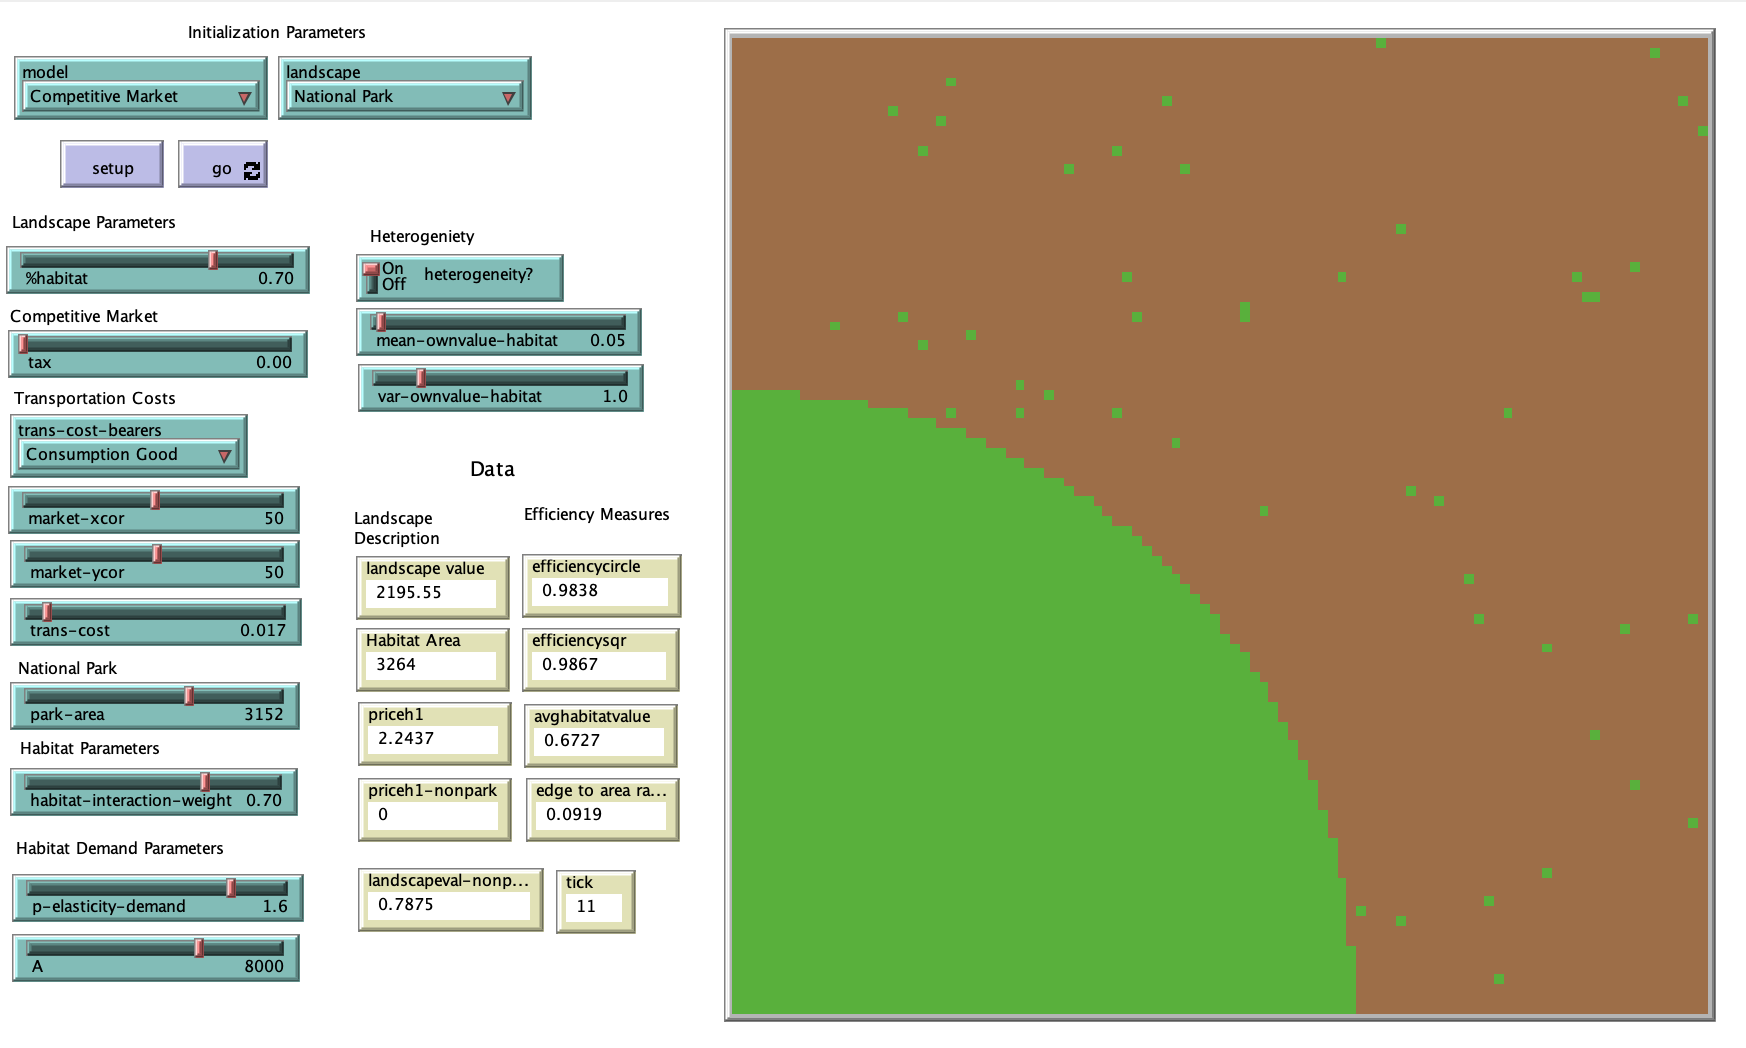 Initialization Parameters
model
Competitive Market
landscape
National Park
setup
go
Landscape Parameters
%habitat 0.70
Competitive Market
tax 0.00
Transportation Costs
trans-cost-bearers
Consumption Good
market-xcor 50
market-ycor 50
trans-cost 0.017
National Park
park-area 3152
Habitat Parameters
habitat-interaction-weight 0.70
Habitat Demand Parameters
p-elasticity-demand 1.6
A 8000
Heterogeniety
On
Off
heterogeneity?
mean-ownvalue-habitat 0.05
var-ownvalue-habitat 1.0
Data
Landscape
Description
landscape value
2195.55
Habitat Area
3264
priceh1
2.2437
priceh1-nonpark
0
landscapeval-nonp...
0.7875
Efficiency Measures
efficiencycircle
0.9838
efficiencysqr
0.9867
avghabitatvalue
0.6727
edge to area ra...
0.0919
tick
11